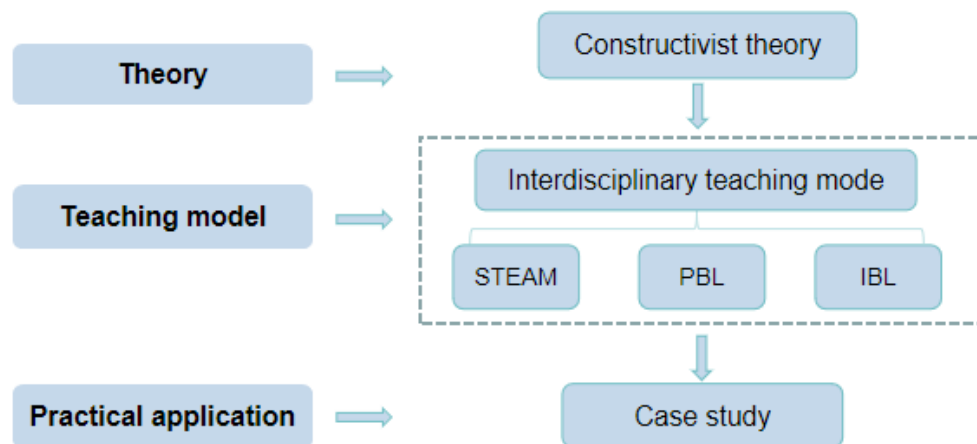 Theory
Constructivist theory
Teaching model
Interdisciplinary teaching mode
STEAM
PBL
IBL
Practical application
Case study